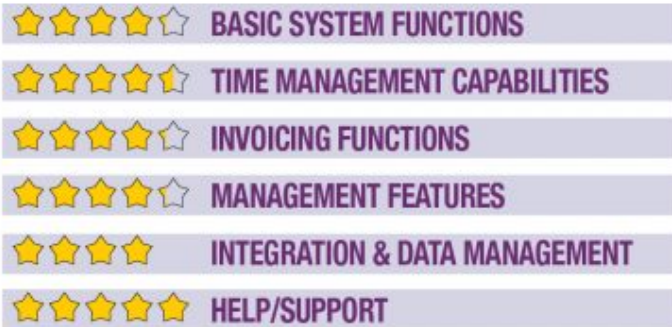 BASIC SYSTEM FUNCTIONS
TIME MANAGEMENT CAPABILITIES
INVOICING FUNCTIONS
MANAGEMENT FEATURES
INTEGRATION & DATA MANAGEMENT
HELP/SUPPORT